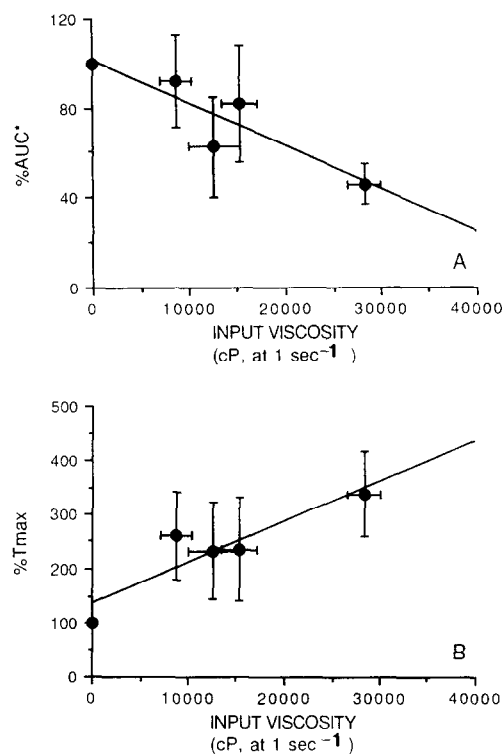 120
80
40
0
%AUC*
A
0 10000 20000 30000 40000
INPUT VISCOSITY
(cP, at 1 sec⁻¹ )
500
400
300
200
100
0
%Tmax
B
0 10000 20000 30000 40000
INPUT VISCOSITY
(cP, at 1 sec⁻¹ )